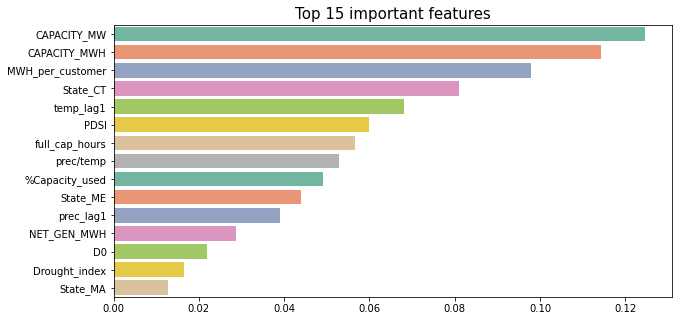 Top 15 important features
CAPACITY_MW
CAPACITY_MWH
MWH_per_customer
State_CT
temp_lag1
PDSI
full_cap_hours
prec/temp
%Capacity_used
State_ME
prec_lag1
NET_GEN_MWH
D0
Drought_index
State_MA
0.00 0.02 0.04 0.06 0.08 0.10 0.12